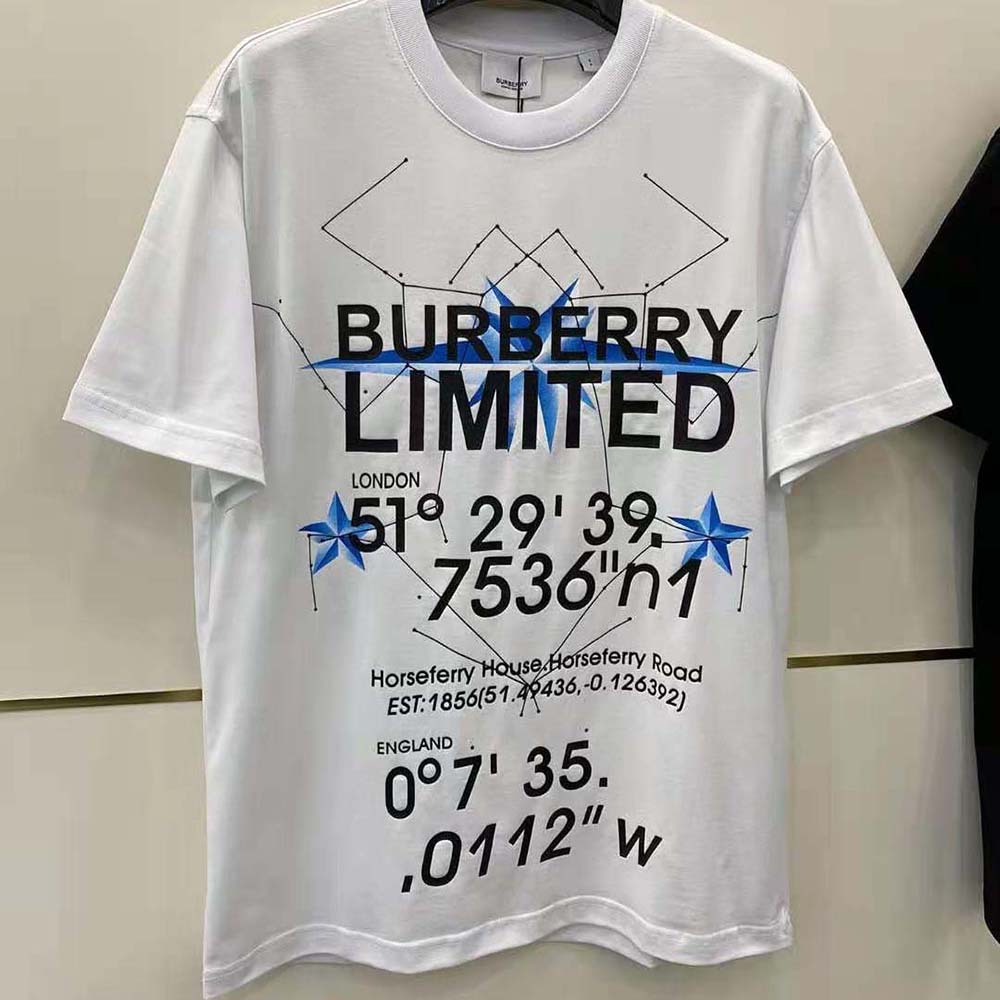 BURBERRY
BURBERRY
LIMITED
LONDON
51° 29' 39.
7536"n1
Horseferry House,Horseferry Road
EST:1856(51.49436,-0.126392)
ENGLAND
0° 7' 35.
.0112" w